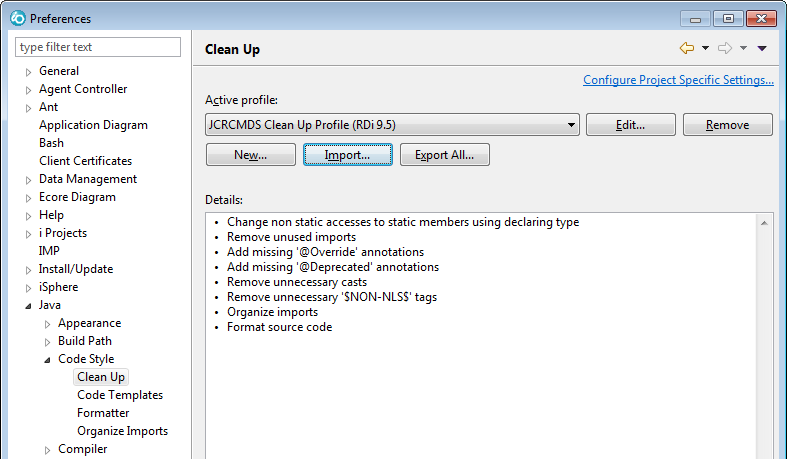 Preferences
type filter text
General
Agent Controller
Ant
Application Diagram
Bash
Client Certificates
Data Management
Ecore Diagram
Help
i Projects
IMP
Install/Update
iSphere
Java
Appearance
Build Path
Code Style
Clean Up
Code Templates
Formatter
Organize Imports
Compiler
Clean Up
Configure Project Specific Settings...
Active profile:
JCRCMDS Clean Up Profile (RDi 9.5)
Edit...
Remove
New...
Import...
Export All...
Details:
• Change non static accesses to static members using declaring type
• Remove unused imports
• Add missing '@Override' annotations
• Add missing '@Deprecated' annotations
• Remove unnecessary casts
• Remove unnecessary '$NON-NLS$' tags
• Organize imports
• Format source code